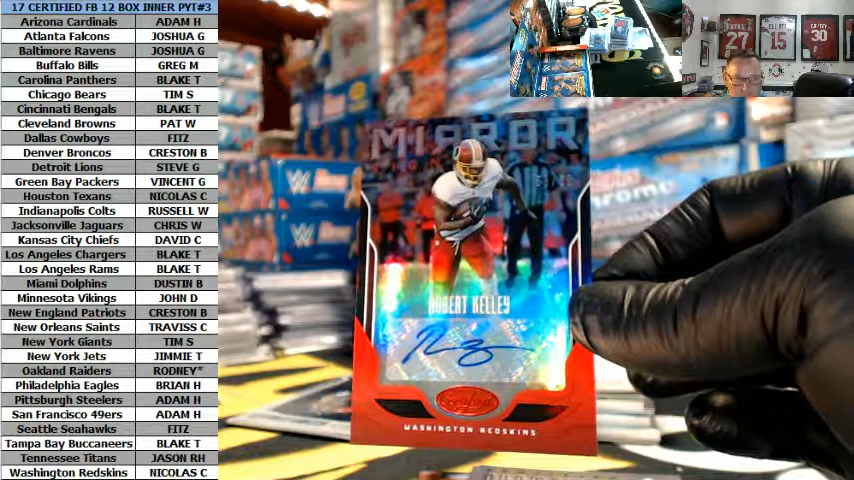 17 CERTIFIED FB 12 BOX INNER PYT#3
Arizona Cardinals ADAM H
Atlanta Falcons JOSHUA G
Baltimore Ravens JOSHUA G
Buffalo Bills GREG M
Carolina Panthers BLAKE T
Chicago Bears TIM S
Cincinnati Bengals BLAKE T
Cleveland Browns PAT W
Dallas Cowboys FITZ
Denver Broncos CRESTON B
Detroit Lions STEVE G
Green Bay Packers VINCENT G
Houston Texans NICOLAS C
Indianapolis Colts RUSSELL W
Jacksonville Jaguars CHRIS W
Kansas City Chiefs DAVID C
Los Angeles Chargers BLAKE T
Los Angeles Rams BLAKE T
Miami Dolphins DUSTIN B
Minnesota Vikings JOHN D
New England Patriots CRESTON B
New Orleans Saints TRAVISS C
New York Giants TIM S
New York Jets JIMMIE T
Oakland Raiders RODNEY*
Philadelphia Eagles BRIAN H
Pittsburgh Steelers ADAM H
San Francisco 49ers ADAM H
Seattle Seahawks FITZ
Tampa Bay Buccaneers BLAKE T
Tennessee Titans JASON RH
Washington Redskins NICOLAS C
MIRROR
ROBERT KELLEY
Certified
WASHINGTON REDSKINS
27
15
30
chrome